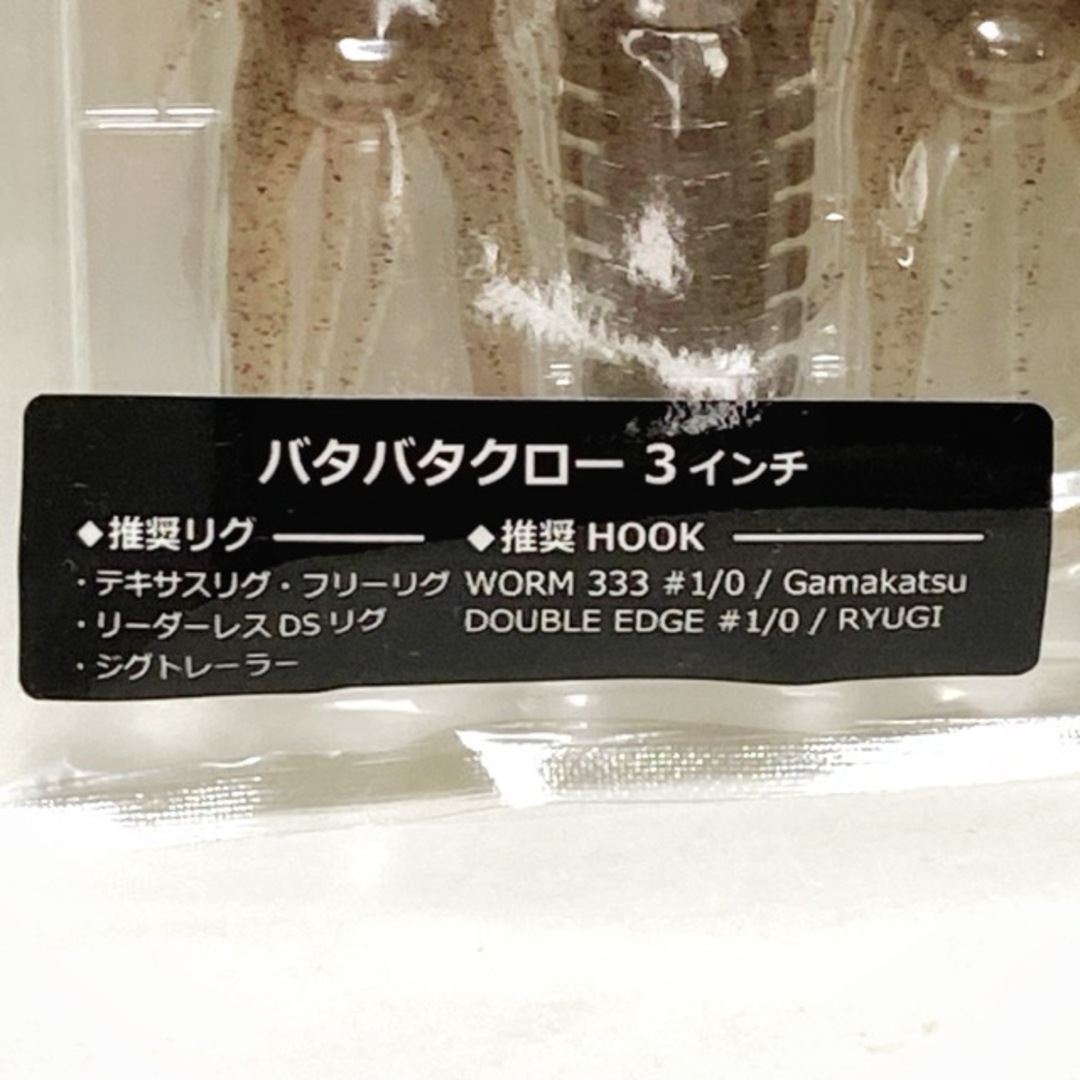 バタバタクロー 3インチ
◆推奨リグ
・テキサスリグ・フリーリグ
・リーダーレスDSリグ
・ジグトレーラー
◆推奨 HOOK
WORM 333 #1/0 / Gamakatsu
DOUBLE EDGE #1/0 / RYUGI